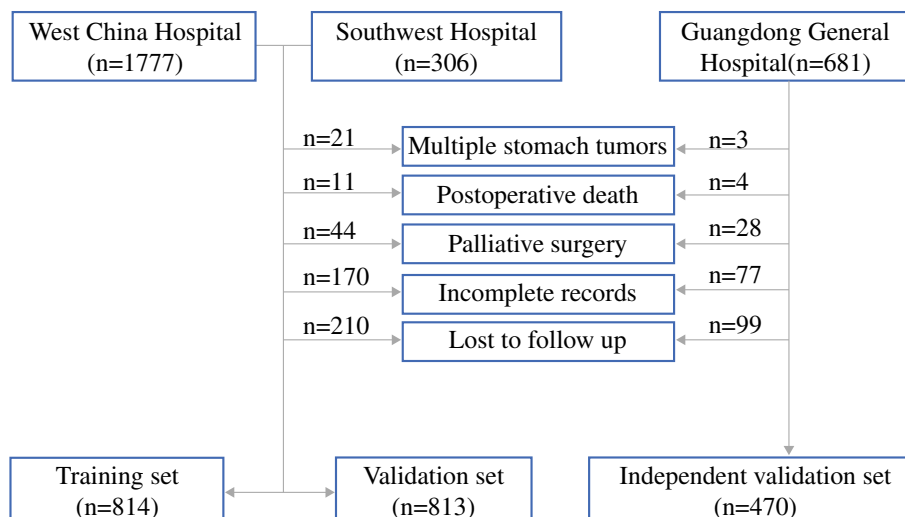 West China Hospital
(n=1777)
Southwest Hospital
(n=306)
Guangdong General
Hospital(n=681)
n=21
Multiple stomach tumors
n=3
n=11
Postoperative death
n=4
n=44
Palliative surgery
n=28
n=170
Incomplete records
n=77
n=210
Lost to follow up
n=99
Training set
(n=814)
Validation set
(n=813)
Independent validation set
(n=470)